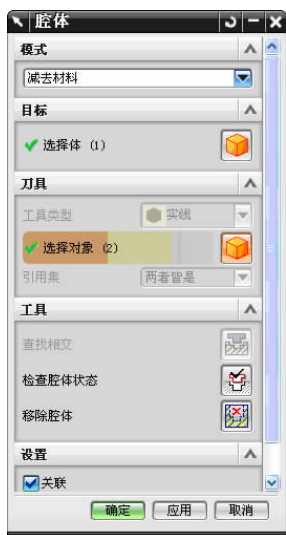 腔体
模式
减去材料
目标
选择体 (1)
刀具
工具类型 实线
选择对象 (2)
引用集 两者皆是
工具
查找相交
检查腔体状态
移除腔体
设置
关联
确定 应用 取消